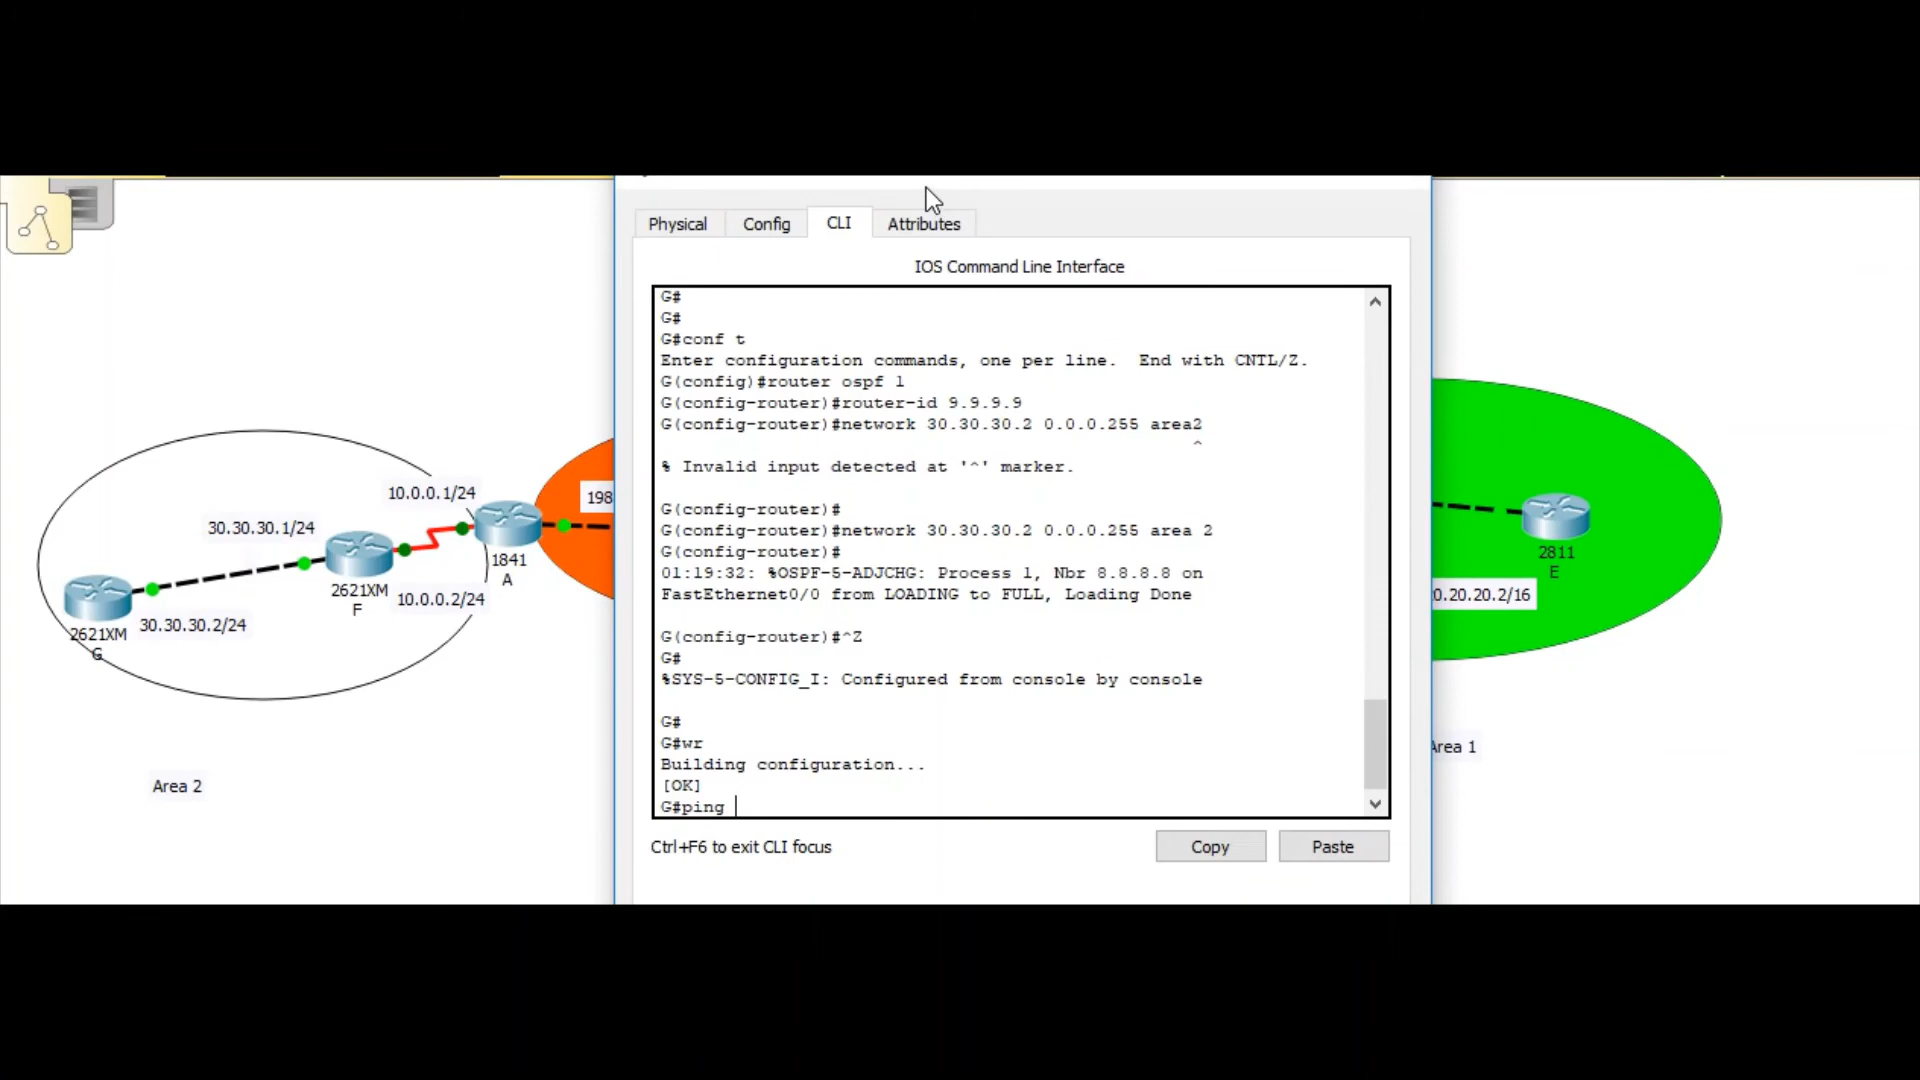 Physical
Config
CLI
Attributes
IOS Command Line Interface
G#
G#
G#conf t
Enter configuration commands, one per line.  End with CNTL/Z.
G(config)#router ospf 1
G(config-router)#router-id 9.9.9.9
G(config-router)#network 30.30.30.2 0.0.0.255 area2
^
% Invalid input detected at '^' marker.
G(config-router)#
G(config-router)#network 30.30.30.2 0.0.0.255 area 2
G(config-router)#
01:19:32: %OSPF-5-ADJCHG: Process 1, Nbr 8.8.8.8 on
FastEthernet0/0 from LOADING to FULL, Loading Done
G(config-router)#^Z
G#
%SYS-5-CONFIG_I: Configured from console by console
G#
G#wr
Building configuration...
[OK]
G#ping
Ctrl+F6 to exit CLI focus
Copy
Paste
10.0.0.1/24
198
30.30.30.1/24
1841
A
2621XM
F
10.0.0.2/24
2621XM
G
30.30.30.2/24
Area 2
2811
E
0.20.20.2/16
Area 1